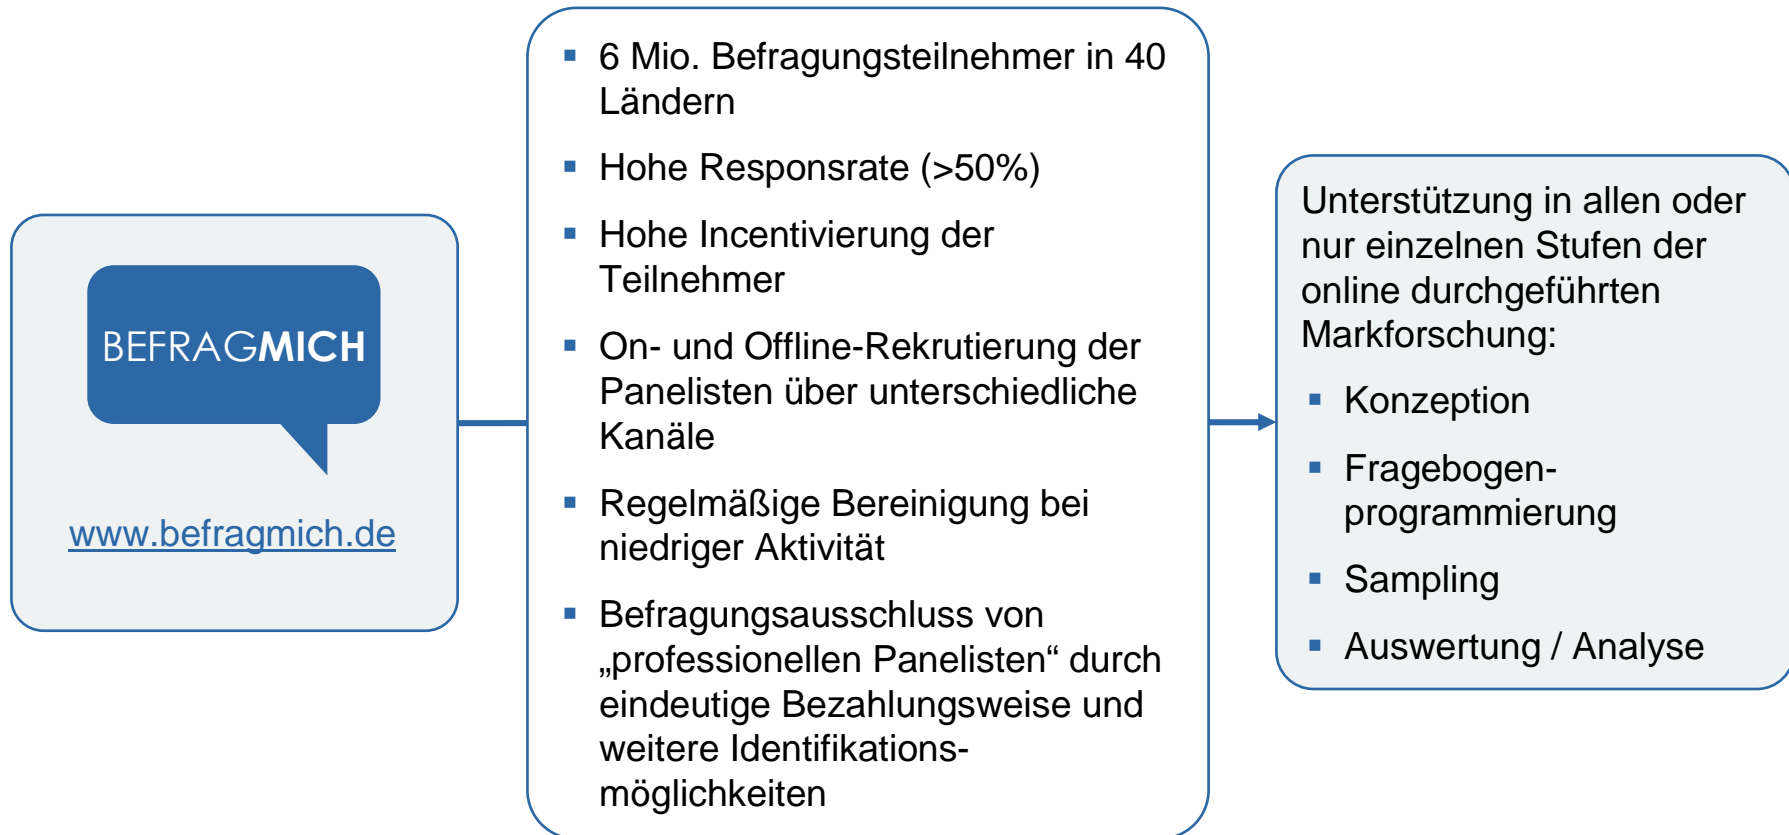 BEFRAGMICH
www.befragmich.de
▪ 6 Mio. Befragungsteilnehmer in 40
Ländern
▪ Hohe Responsrate (>50%)
▪ Hohe Incentivierung der
Teilnehmer
▪ On- und Offline-Rekrutierung der
Panelisten über unterschiedliche
Kanäle
▪ Regelmäßige Bereinigung bei
niedriger Aktivität
▪ Befragungsausschluss von
„professionellen Panelisten“ durch
eindeutige Bezahlungsweise und
weitere Identifikations-
möglichkeiten
Unterstützung in allen oder
nur einzelnen Stufen der
online durchgeführten
Markforschung:
▪ Konzeption
▪ Fragebogen-
programmierung
▪ Sampling
▪ Auswertung / Analyse